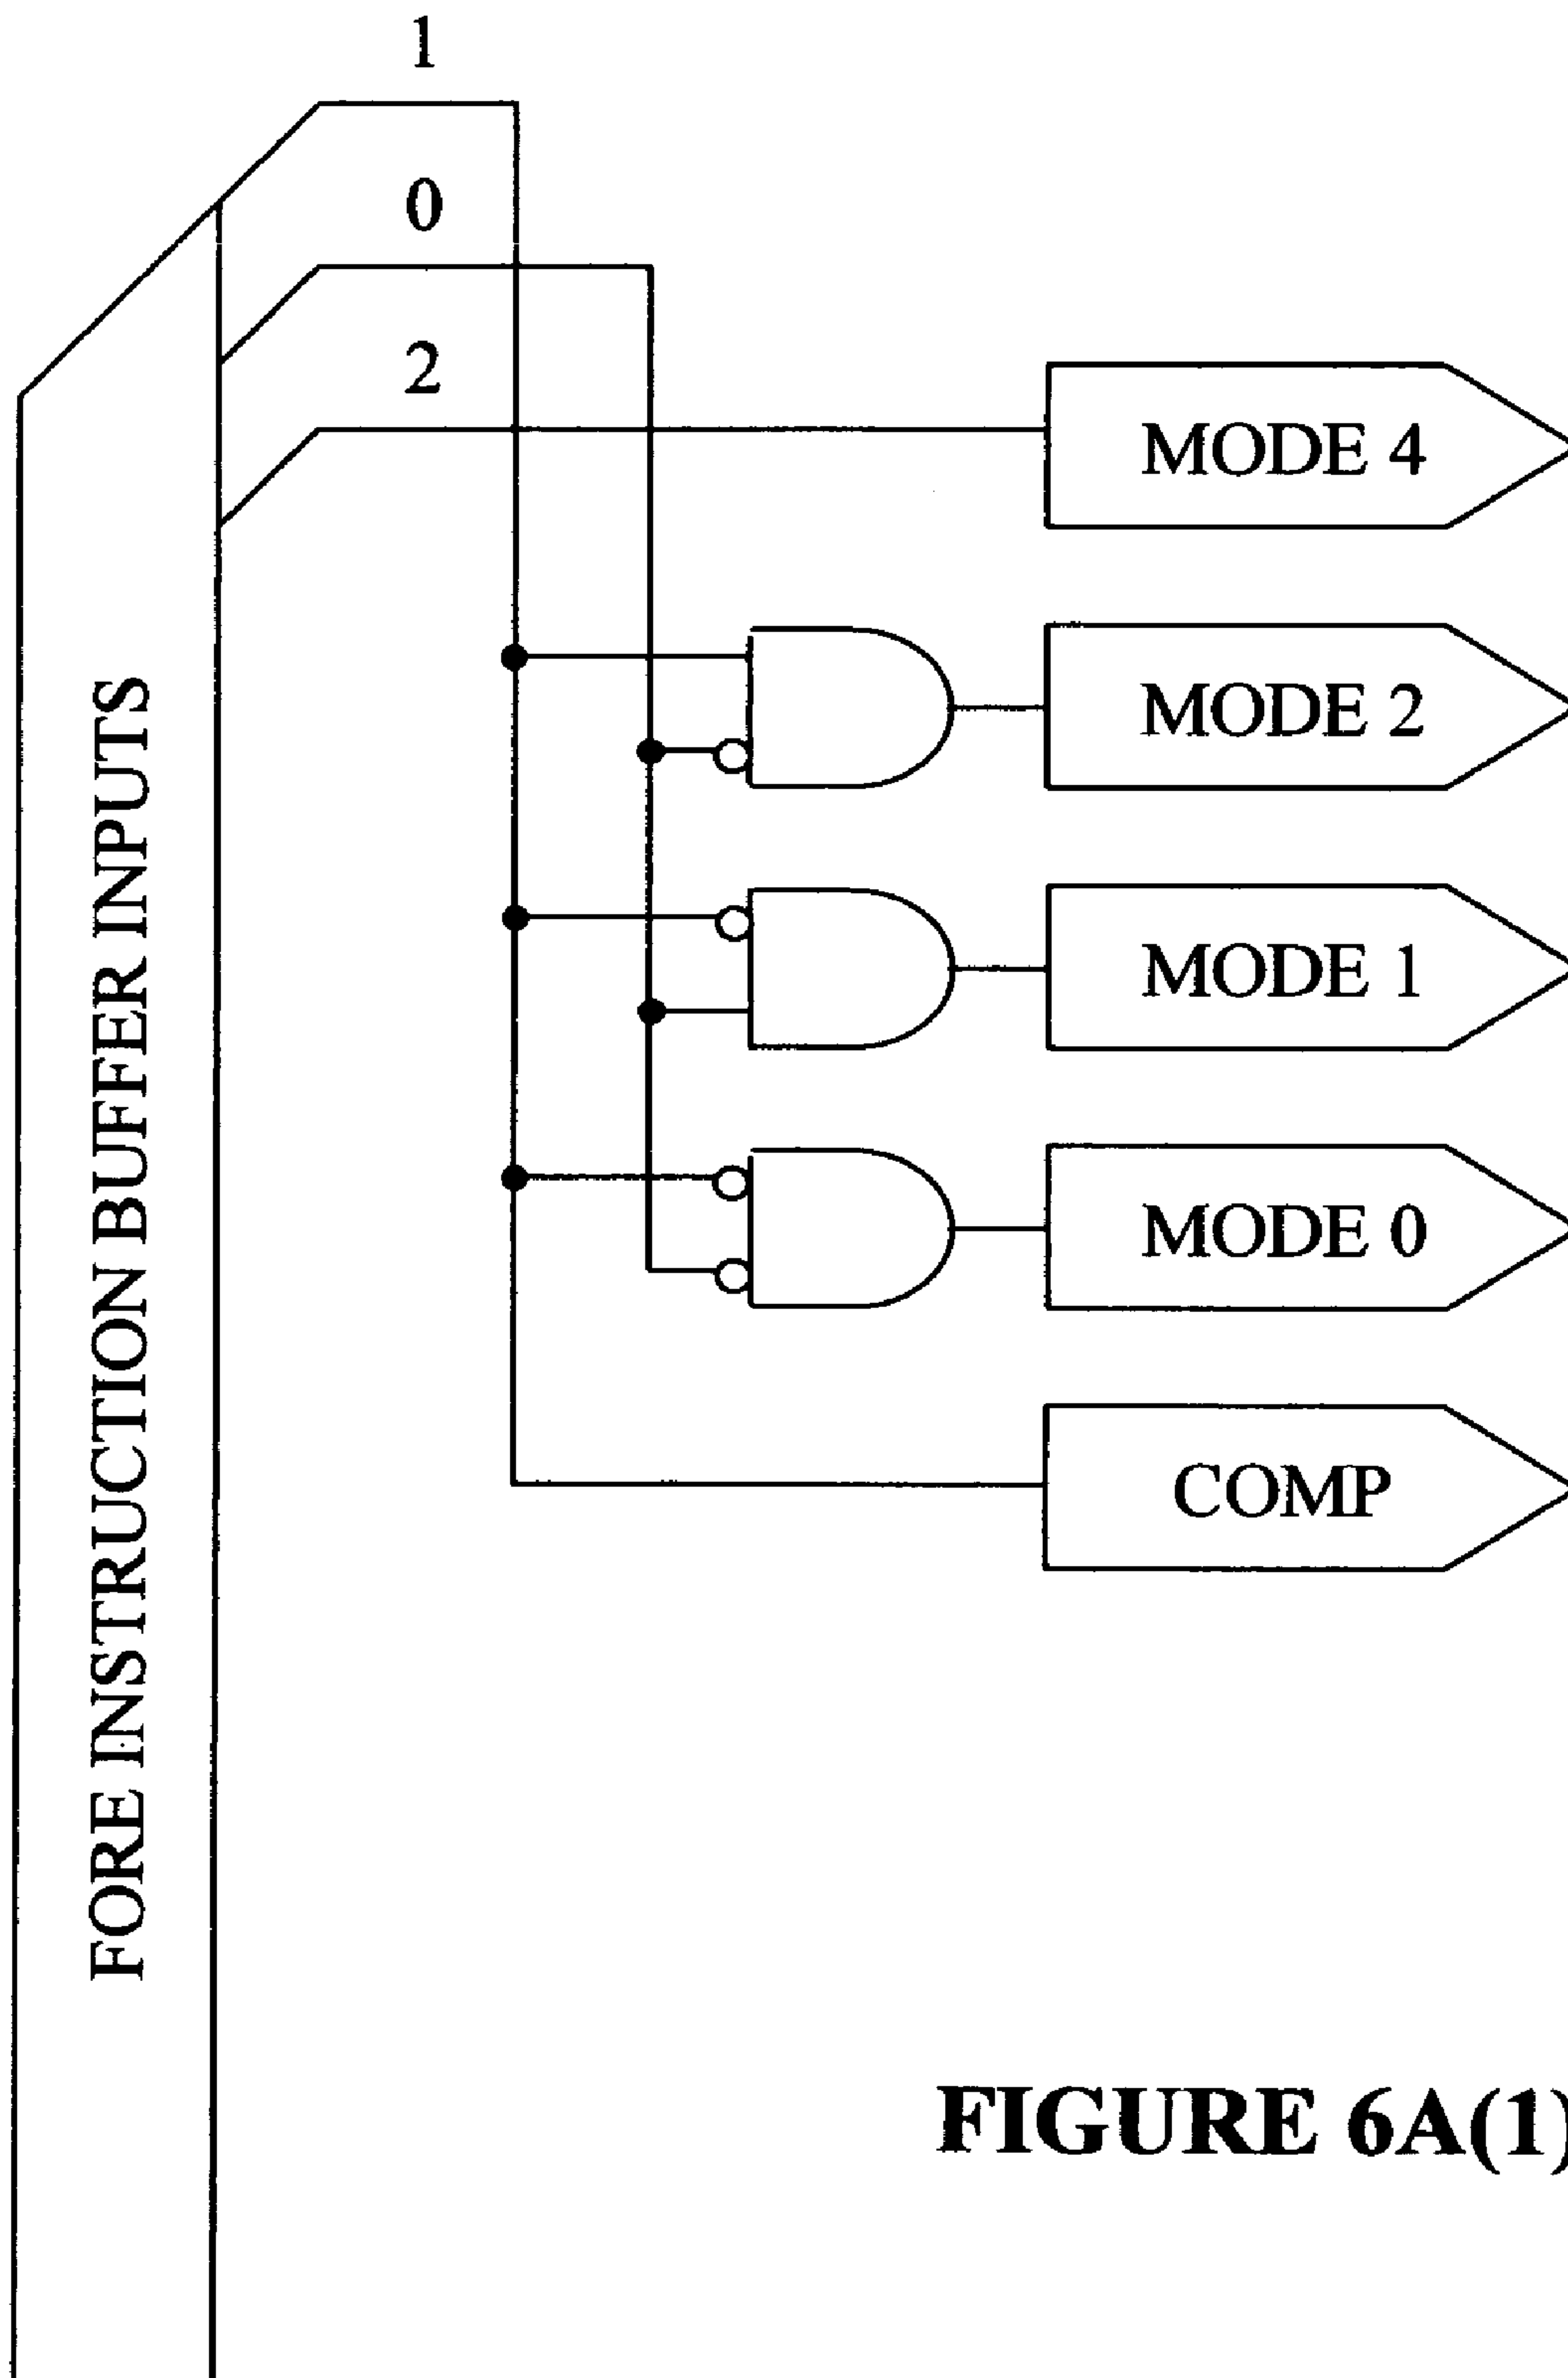 1
0
2
MODE 4
MODE 2
MODE 1
MODE 0
COMP
FORE INSTRUCTION BUFFER INPUTS
FIGURE 6A(1)